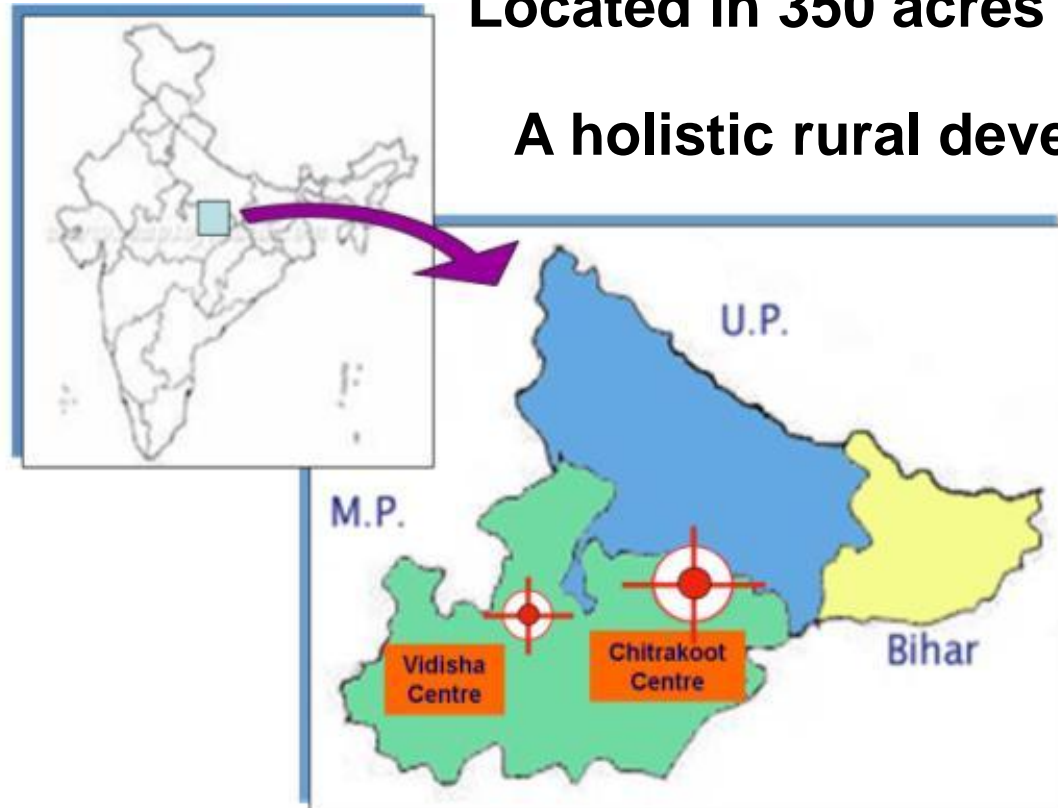 Located in 350 acres
A holistic rural deve
U.P.
M.P.
Vidisha
Centre
Chitrakoot
Centre
Bihar